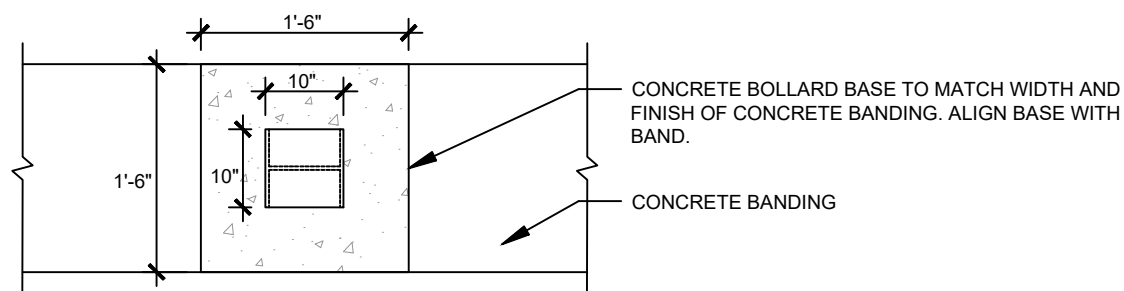 1'-6"
10"
10"
1'-6"
CONCRETE BOLLARD BASE TO MATCH WIDTH AND
FINISH OF CONCRETE BANDING. ALIGN BASE WITH
BAND.
CONCRETE BANDING